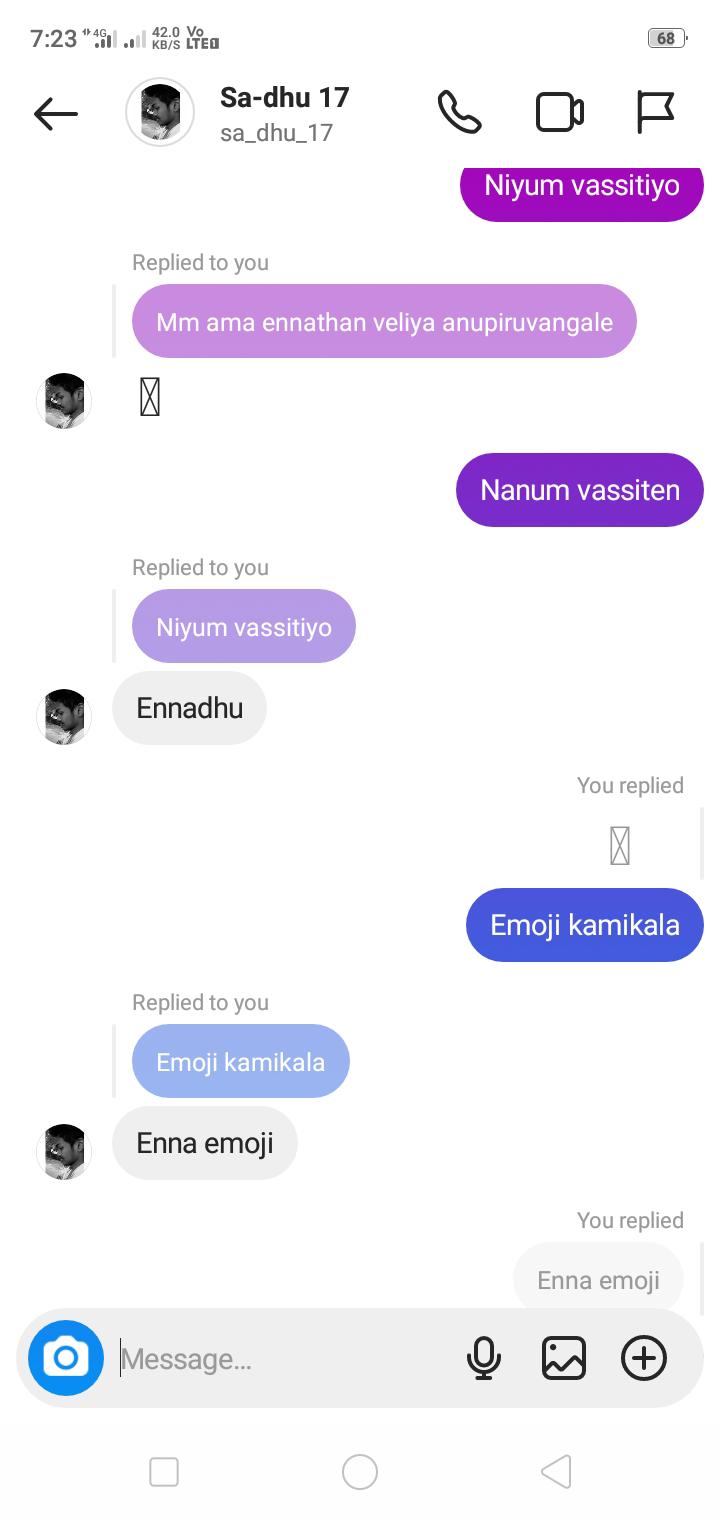 7:23 4G 42.0 KB/S Vo LTE 68
Sa-dhu 17
sa_dhu_17
Niyum vassitiyo
Replied to you
Mm ama ennathan veliya anupiruvangale
Nanum vassiten
Replied to you
Niyum vassitiyo
Ennadhu
You replied
Emoji kamikala
Replied to you
Emoji kamikala
Enna emoji
You replied
Enna emoji
Message...